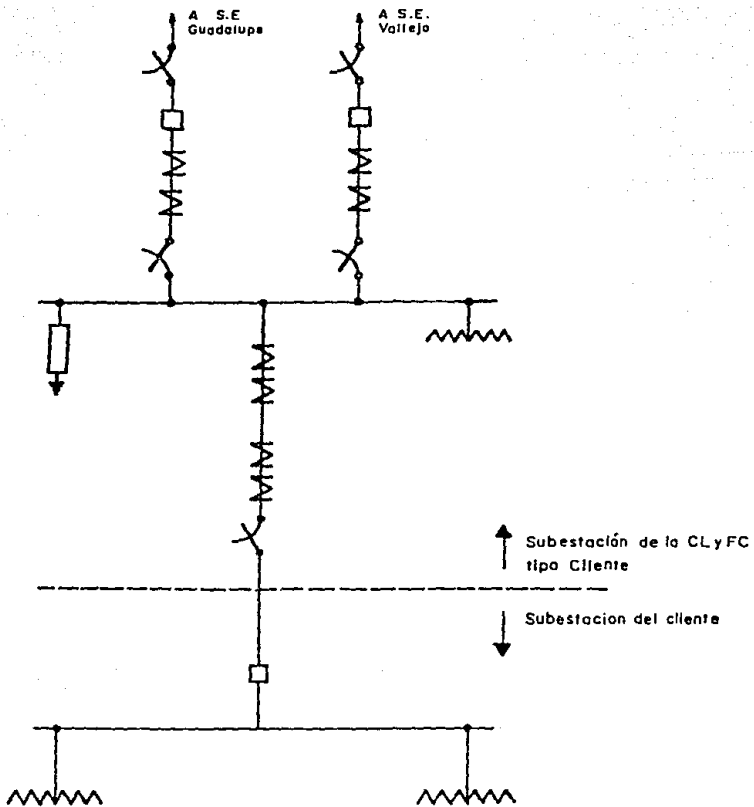 A S.E
Guadalupe
A S.E.
Vallejo
Subestación de la CLyFC
tipo Cliente
Subestacion del cliente